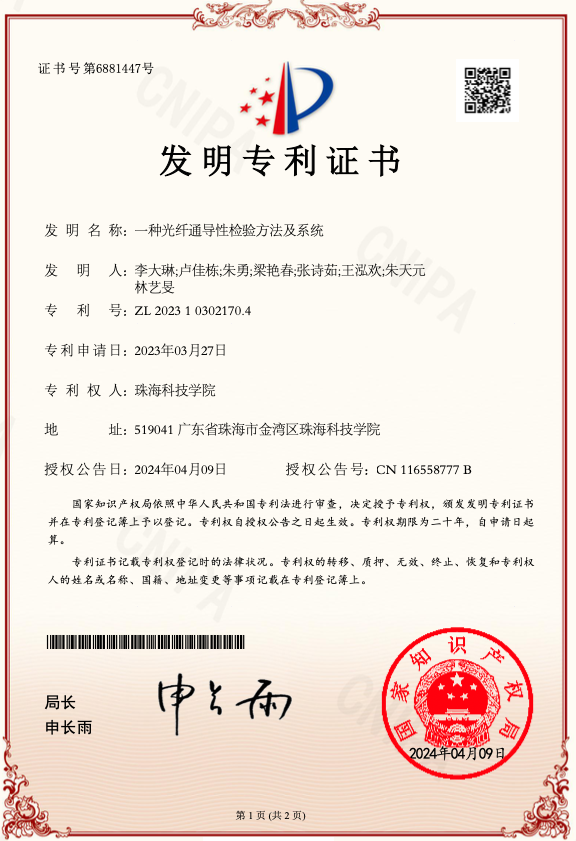 证书号第6881447号
发明专利证书
发明名称：一种光纤通导性检验方法及系统
发明人：李大琳;卢佳栋;朱勇;梁艳春;张诗茹;王泓欢;朱天元
林艺旻
专利号：ZL 2023 1 0302170.4
专利申请日：2023年03月27日
专利权人：珠海科技学院
地址：519041 广东省珠海市金湾区珠海科技学院
授权公告日：2024年04月09日 授权公告号：CN 116558777 B
国家知识产权局依照中华人民共和国专利法进行审查，决定授予专利权，颁发发明专利证书
并在专利登记簿上予以登记。专利权自授权公告之日起生效。专利权期限为二十年，自申请日起
算。
专利证书记载专利权登记时的法律状况。专利权的转移、质押、无效、终止、恢复和专利权
人的姓名或名称、国籍、地址变更等事项记载在专利登记簿上。
局长
申长雨
申长雨
国家知识产权局
2024年04月09日
第 1 页 (共 2 页)
CNIPA
CNIPA
CNIPA
CNIPA